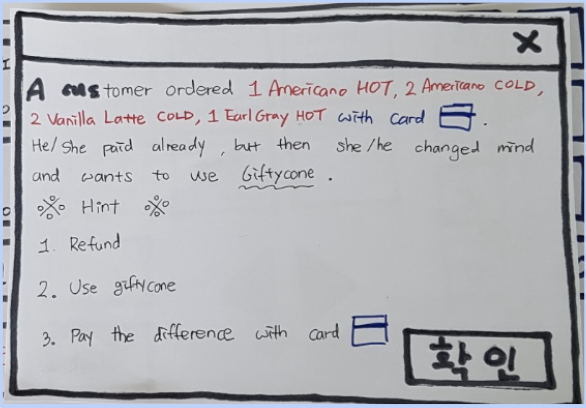 X
A customer ordered 1 Americano HOT, 2 Americano COLD,
2 Vanilla Latte COLD, 1 Earl Gray HOT with card .
He/She paid already, but then she/he changed mind
and wants to use Giftycone .
※ Hint ※
1. Refund
2. Use giftycone
3. Pay the difference with card
확인